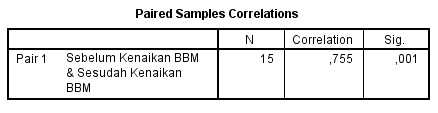 Paired Samples Correlations
N Correlation Sig.
Pair 1 Sebelum Kenaikan BBM 15 ,755 ,001
& Sesudah Kenaikan
BBM